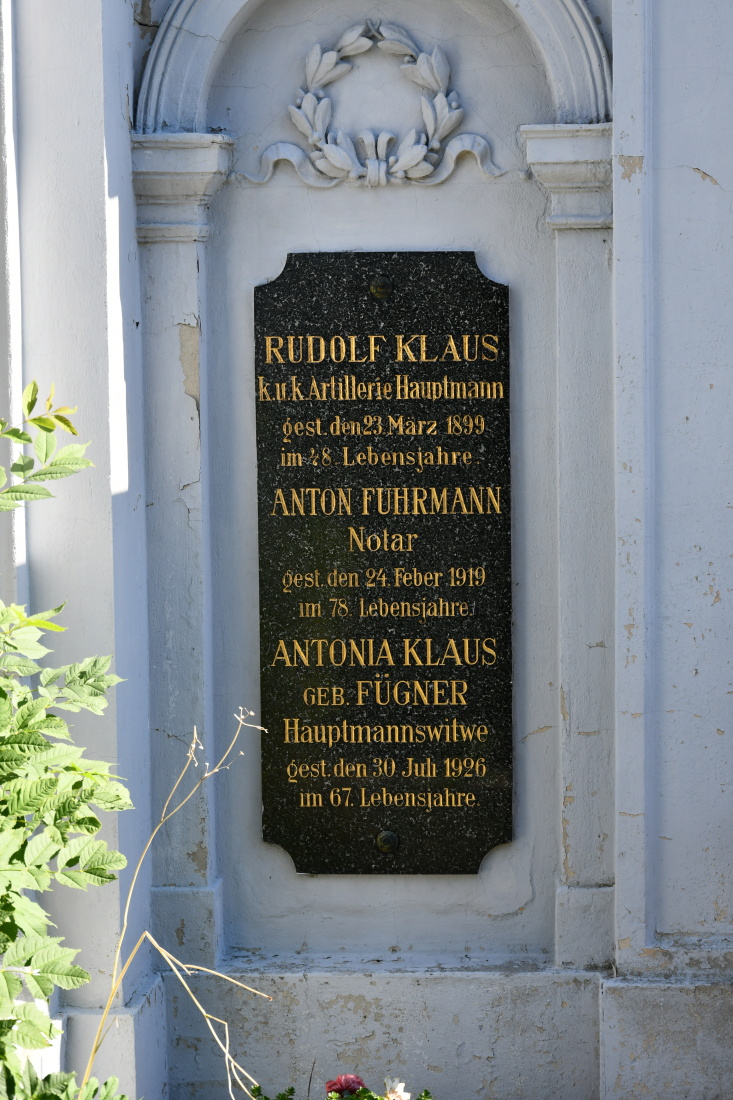 RUDOLF KLAUS
k.u.k. Artillerie Hauptmann
gest. den 23. März 1899
im 48. Lebensjahre.
ANTON FUHRMANN
Notar
gest. den 24. Feber 1919
im 78. Lebensjahre.
ANTONIA KLAUS
GEB. FÜGNER
Hauptmannswitwe
gest. den 30. Juli 1926
im 67. Lebensjahre.